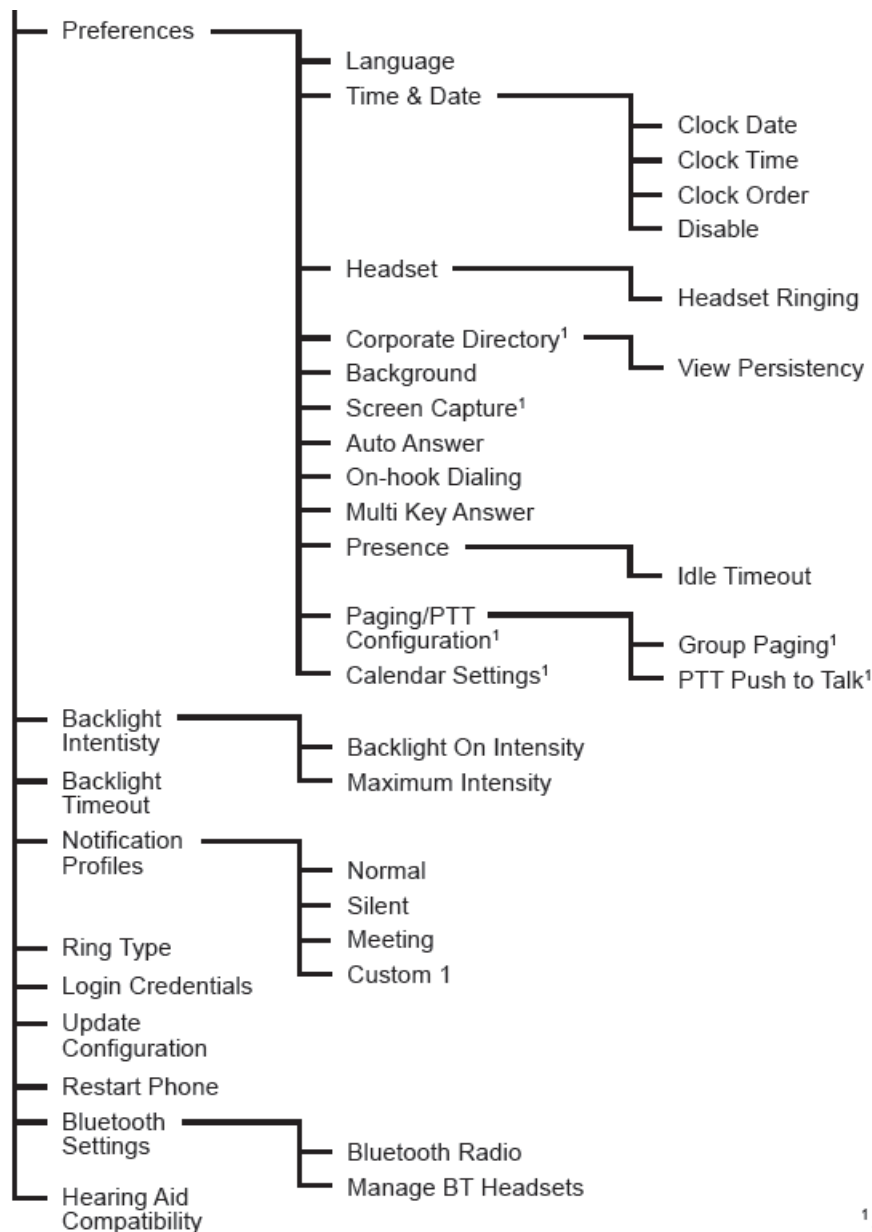 Preferences
Language
Time & Date
Clock Date
Clock Time
Clock Order
Disable
Headset
Headset Ringing
Corporate Directory¹
View Persistency
Background
Screen Capture¹
Auto Answer
On-hook Dialing
Multi Key Answer
Presence
Idle Timeout
Paging/PTT
Configuration¹
Group Paging¹
PTT Push to Talk¹
Calendar Settings¹
Backlight
Intentisty
Backlight On Intensity
Maximum Intensity
Backlight
Timeout
Notification
Profiles
Normal
Silent
Meeting
Custom 1
Ring Type
Login Credentials
Update
Configuration
Restart Phone
Bluetooth
Settings
Bluetooth Radio
Manage BT Headsets
Hearing Aid
Compatibility
1